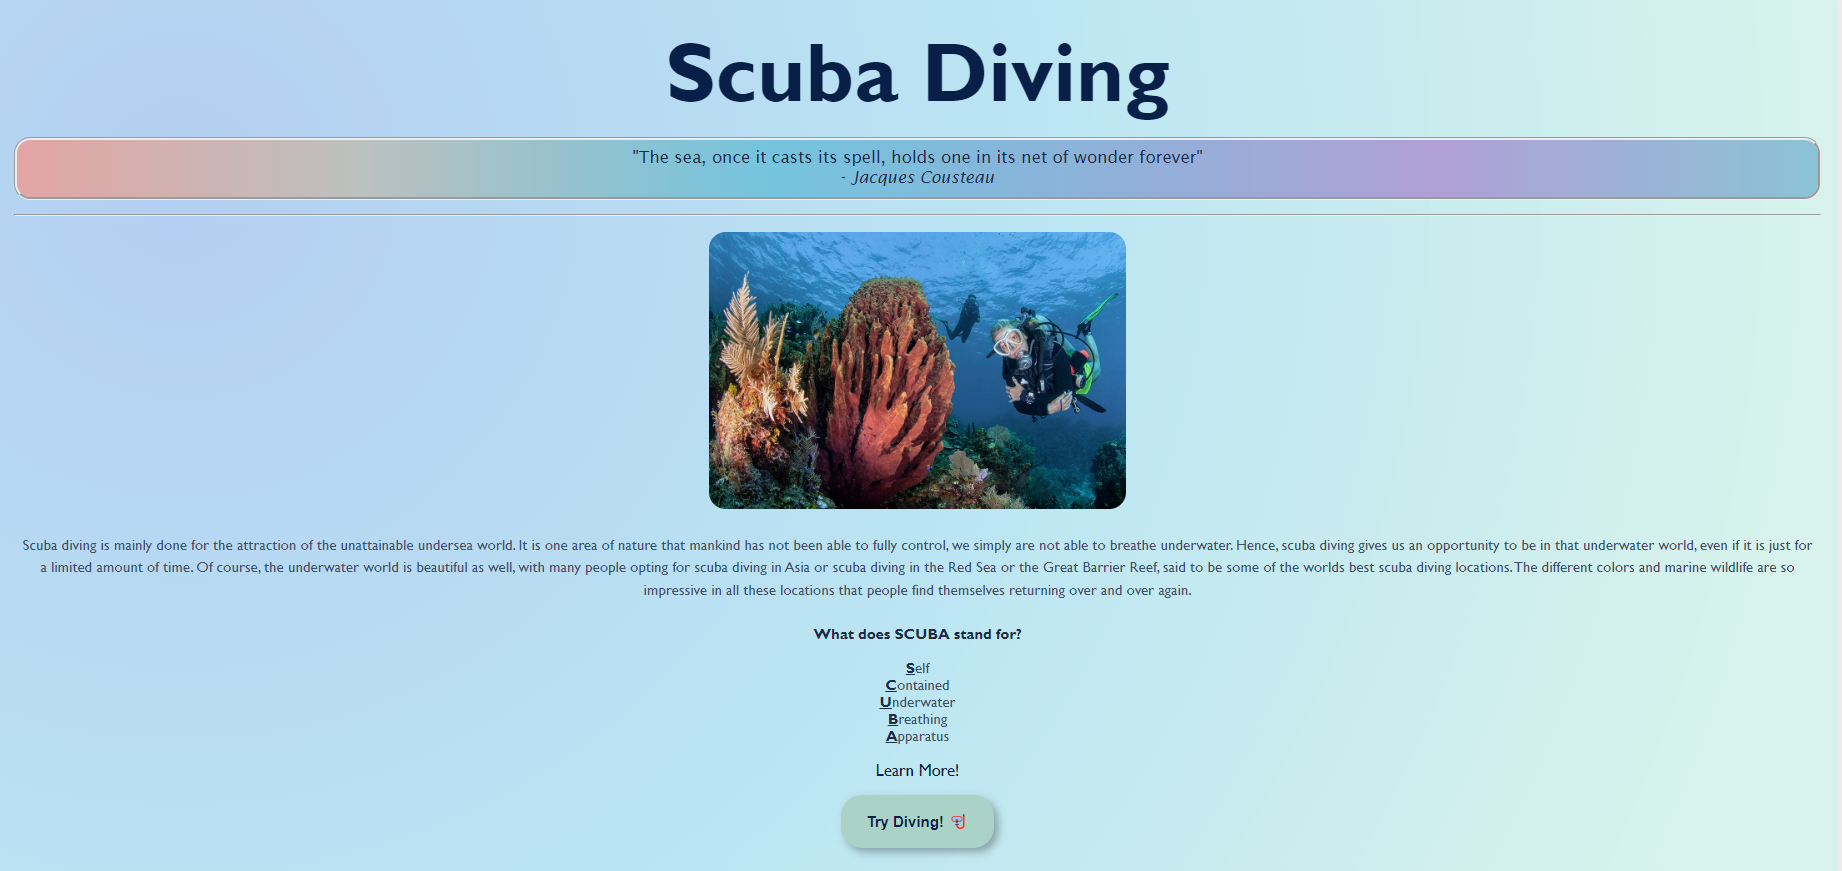 Scuba Diving
"The sea, once it casts its spell, holds one in its net of wonder forever"
- Jacques Cousteau
Scuba diving is mainly done for the attraction of the unattainable undersea world. It is one area of nature that mankind has not been able to fully control, we simply are not able to breathe underwater. Hence, scuba diving gives us an opportunity to be in that underwater world, even if it is just for
a limited amount of time. Of course, the underwater world is beautiful as well, with many people opting for scuba diving in Asia or scuba diving in the Red Sea or the Great Barrier Reef, said to be some of the worlds best scuba diving locations. The different colors and marine wildlife are so
impressive in all these locations that people find themselves returning over and over again.
What does SCUBA stand for?
Self
Contained
Underwater
Breathing
Apparatus
Learn More!
Try Diving! 🤿